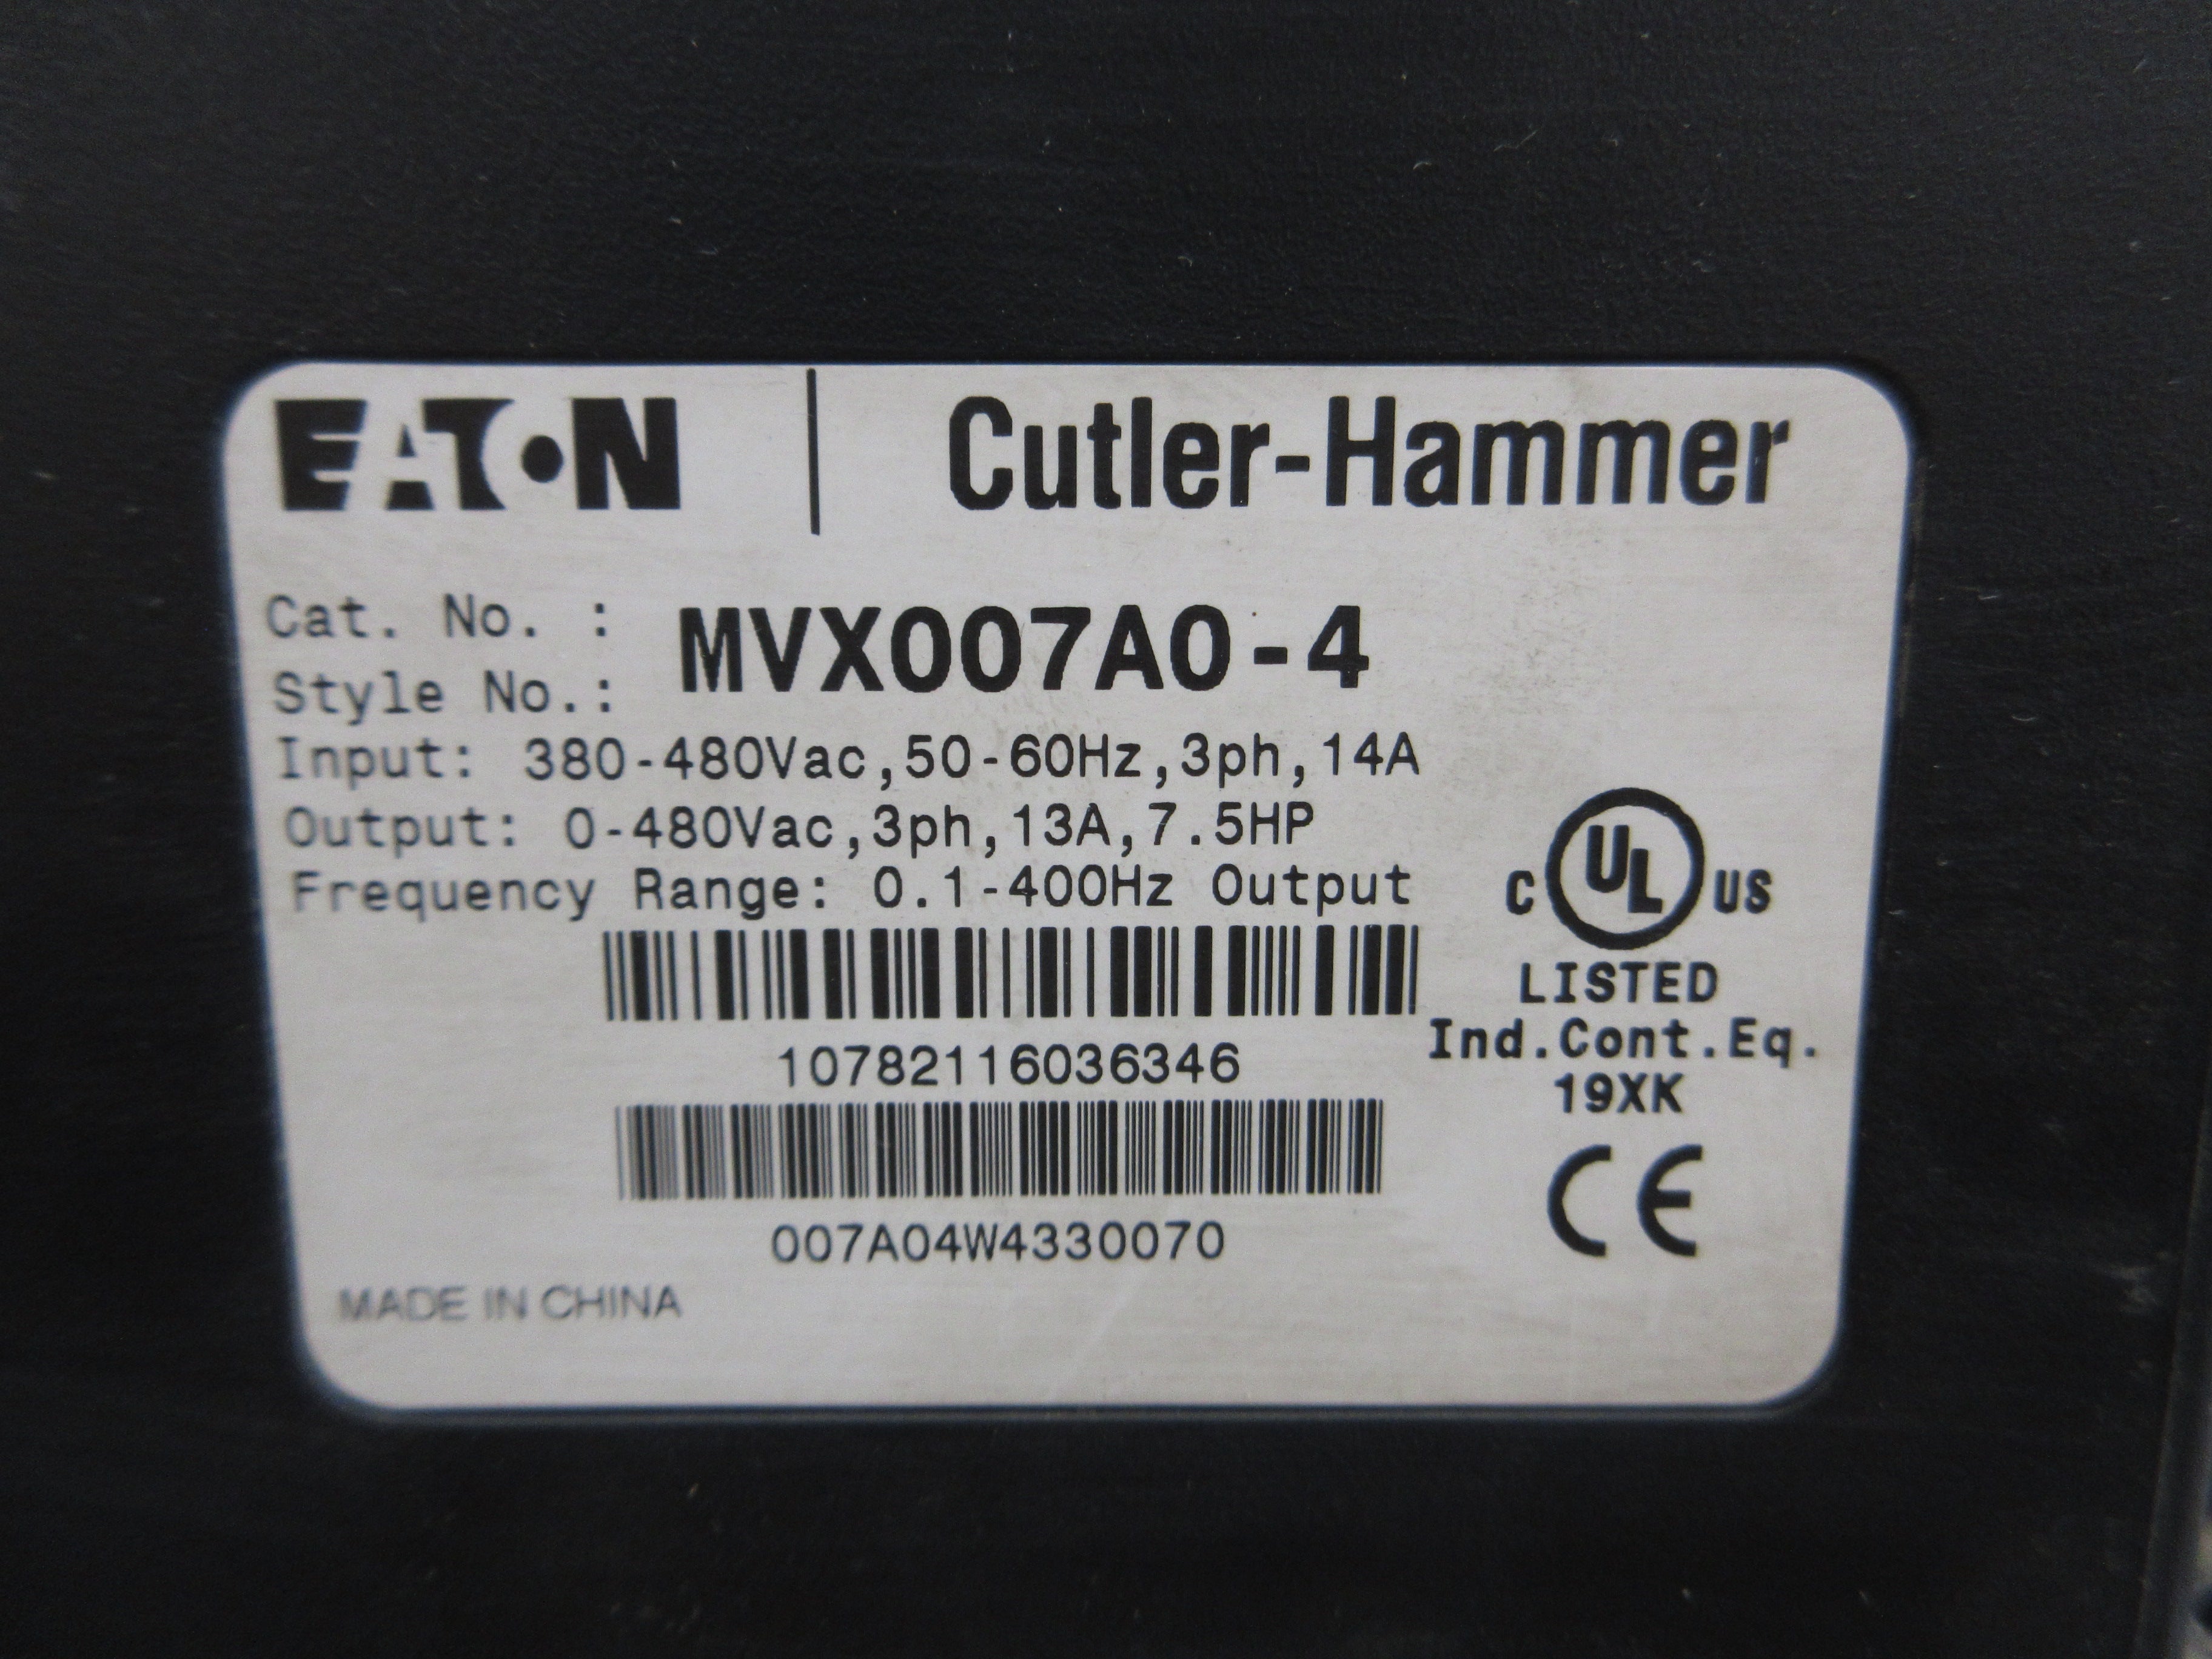 EATON | Cutler-Hammer
Cat. No. : MVX007A0-4
Style No.:
Input: 380-480Vac,50-60Hz,3ph,14A
Output: 0-480Vac,3ph,13A,7.5HP
Frequency Range: 0.1-400Hz Output
10782116036346
007A04W4330070
MADE IN CHINA
C UL US
LISTED
Ind.Cont.Eq.
19XK
CE